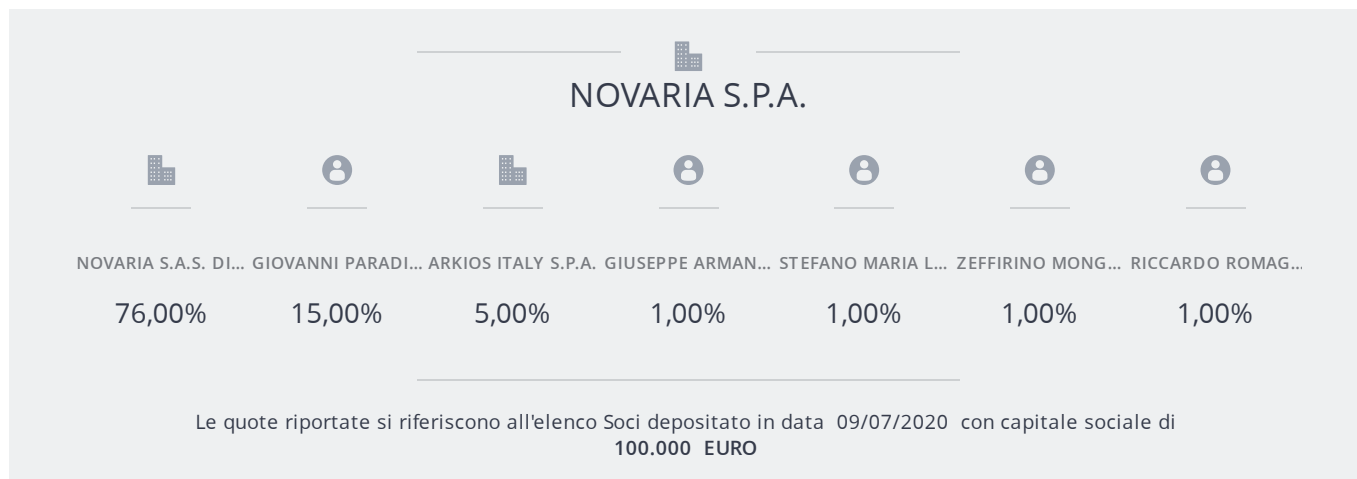 NOVARIA S.P.A.
NOVARIA S.A.S. DI... GIOVANNI PARADI... ARKIOS ITALY S.P.A. GIUSEPPE ARMAN... STEFANO MARIA L... ZEFFIRINO MONG... RICCARDO ROMAG...
76,00% 15,00% 5,00% 1,00% 1,00% 1,00% 1,00%
Le quote riportate si riferiscono all'elenco Soci depositato in data 09/07/2020 con capitale sociale di
100.000 EURO